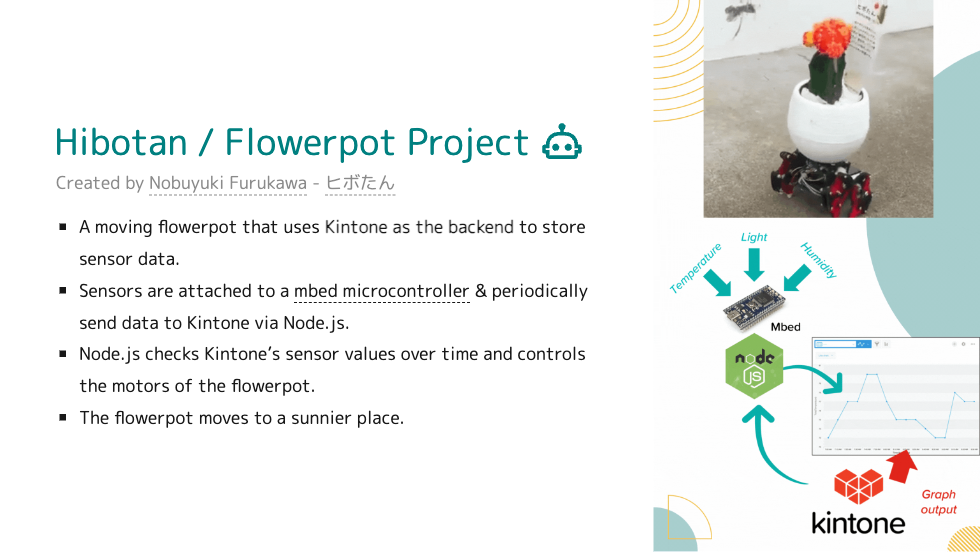 Hibotan / Flowerpot Project
Created by Nobuyuki Furukawa - ヒボたん
▪ A moving flowerpot that uses Kintone as the backend to store
sensor data.
▪ Sensors are attached to a mbed microcontroller & periodically
send data to Kintone via Node.js.
▪ Node.js checks Kintone’s sensor values over time and controls
the motors of the flowerpot.
▪ The flowerpot moves to a sunnier place.
Temperature
Light
Humidity
Mbed
node
JS
kintone
Graph
output